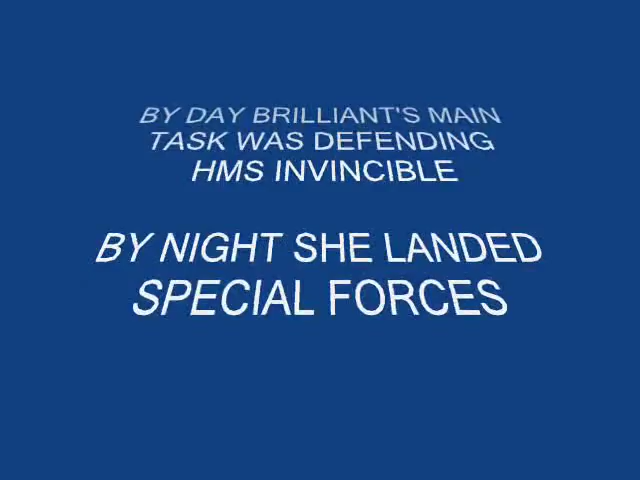 BY DAY BRILLIANT'S MAIN
TASK WAS DEFENDING
HMS INVINCIBLE
BY NIGHT SHE LANDED
SPECIAL FORCES